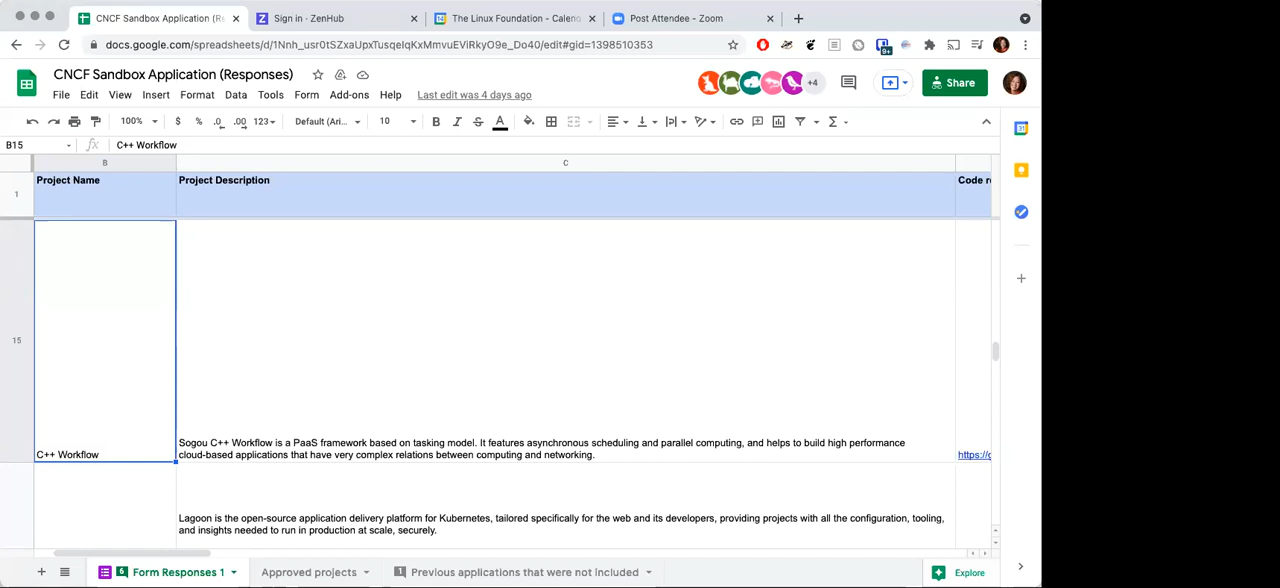 CNCF Sandbox Application (Re
Sign in · ZenHub
The Linux Foundation - Calend
Post Attendee - Zoom
docs.google.com/spreadsheets/d/1Nnh_usr0tSZxaUpxTusqeIqKxMmvuEViRkyO9e_Do40/edit#gid=1398510353
9+
CNCF Sandbox Application (Responses)
File Edit View Insert Format Data Tools Form Add-ons Help Last edit was 4 days ago
+4
Share
100% $ % .0 .00 123 Default (Ari... 10 B I S A
B15 fx C++ Workflow
B C
1 Project Name Project Description Code r
15
C++ Workflow
Sogou C++ Workflow is a PaaS framework based on tasking model. It features asynchronous scheduling and parallel computing, and helps to build high performance
cloud-based applications that have very complex relations between computing and networking.
https://g
Lagoon is the open-source application delivery platform for Kubernetes, tailored specifically for the web and its developers, providing projects with all the configuration, tooling,
and insights needed to run in production at scale, securely.
6 Form Responses 1 Approved projects 1 Previous applications that were not included Explore